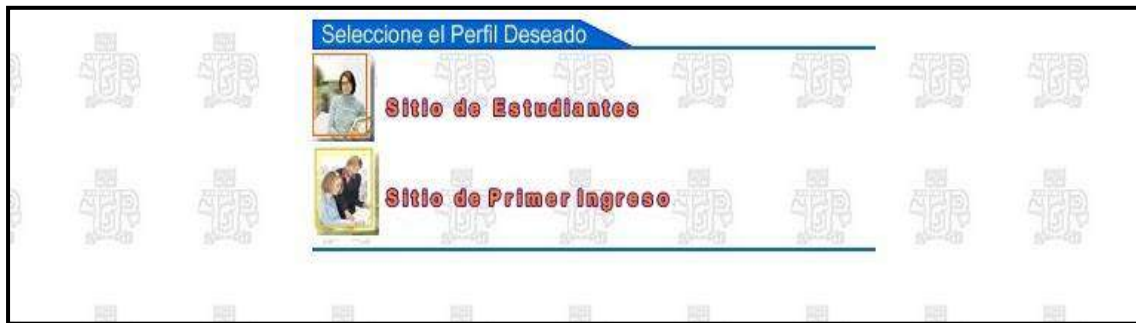 Seleccione el Perfil Deseado
Sitio de Estudiantes
Sitio de Primer Ingreso